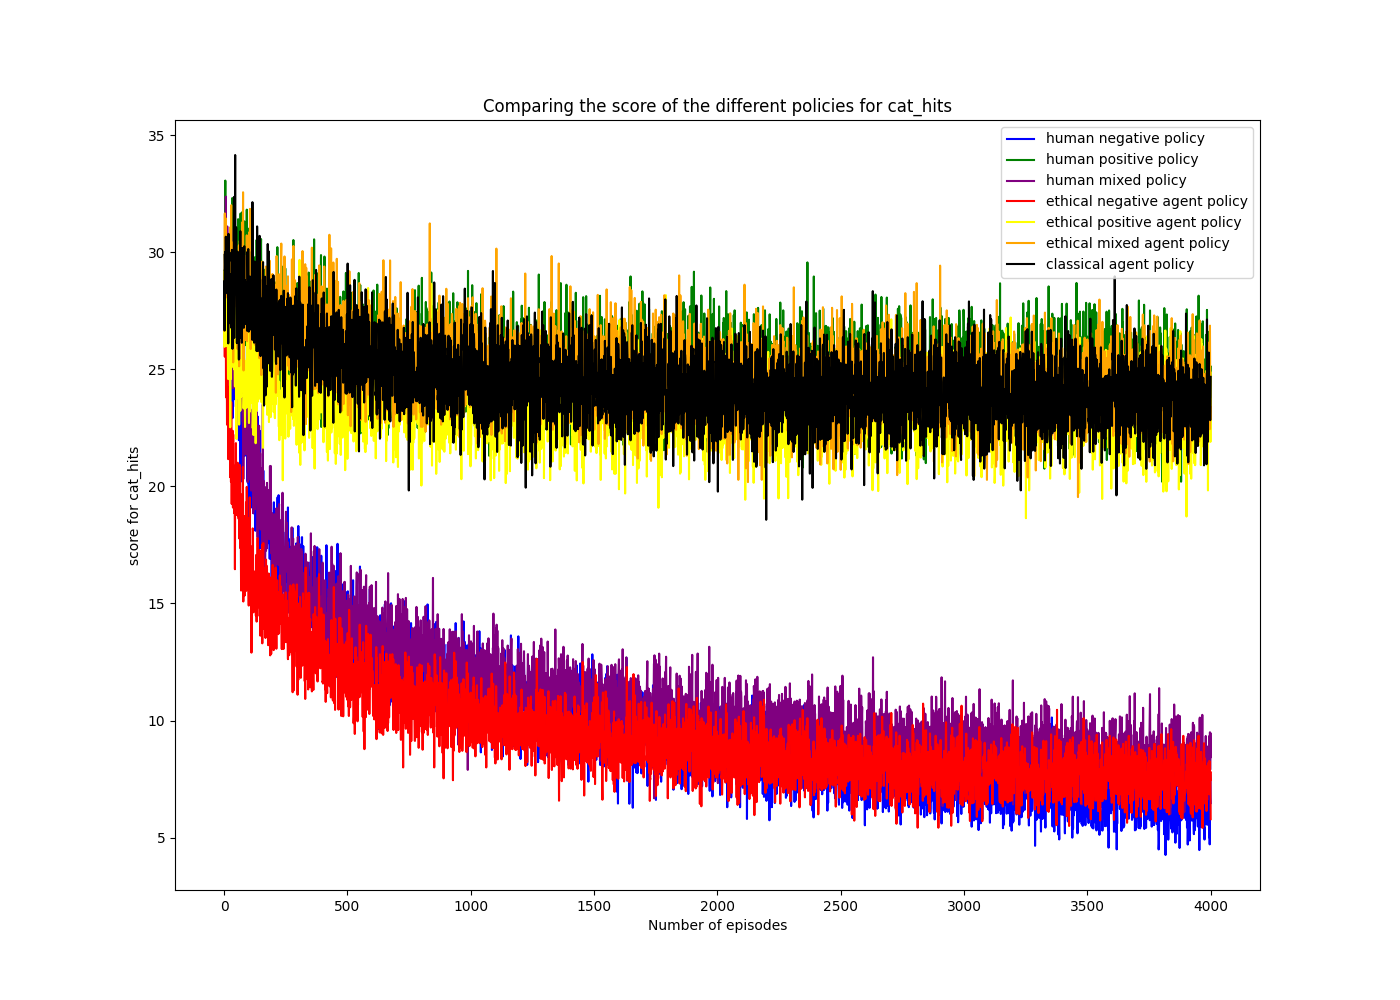 Comparing the score of the different policies for cat_hits
35
30
25
20
15
10
5
score for cat_hits
human negative policy
human positive policy
human mixed policy
ethical negative agent policy
ethical positive agent policy
ethical mixed agent policy
classical agent policy
0
500
1000
1500
2000
2500
3000
3500
4000
Number of episodes